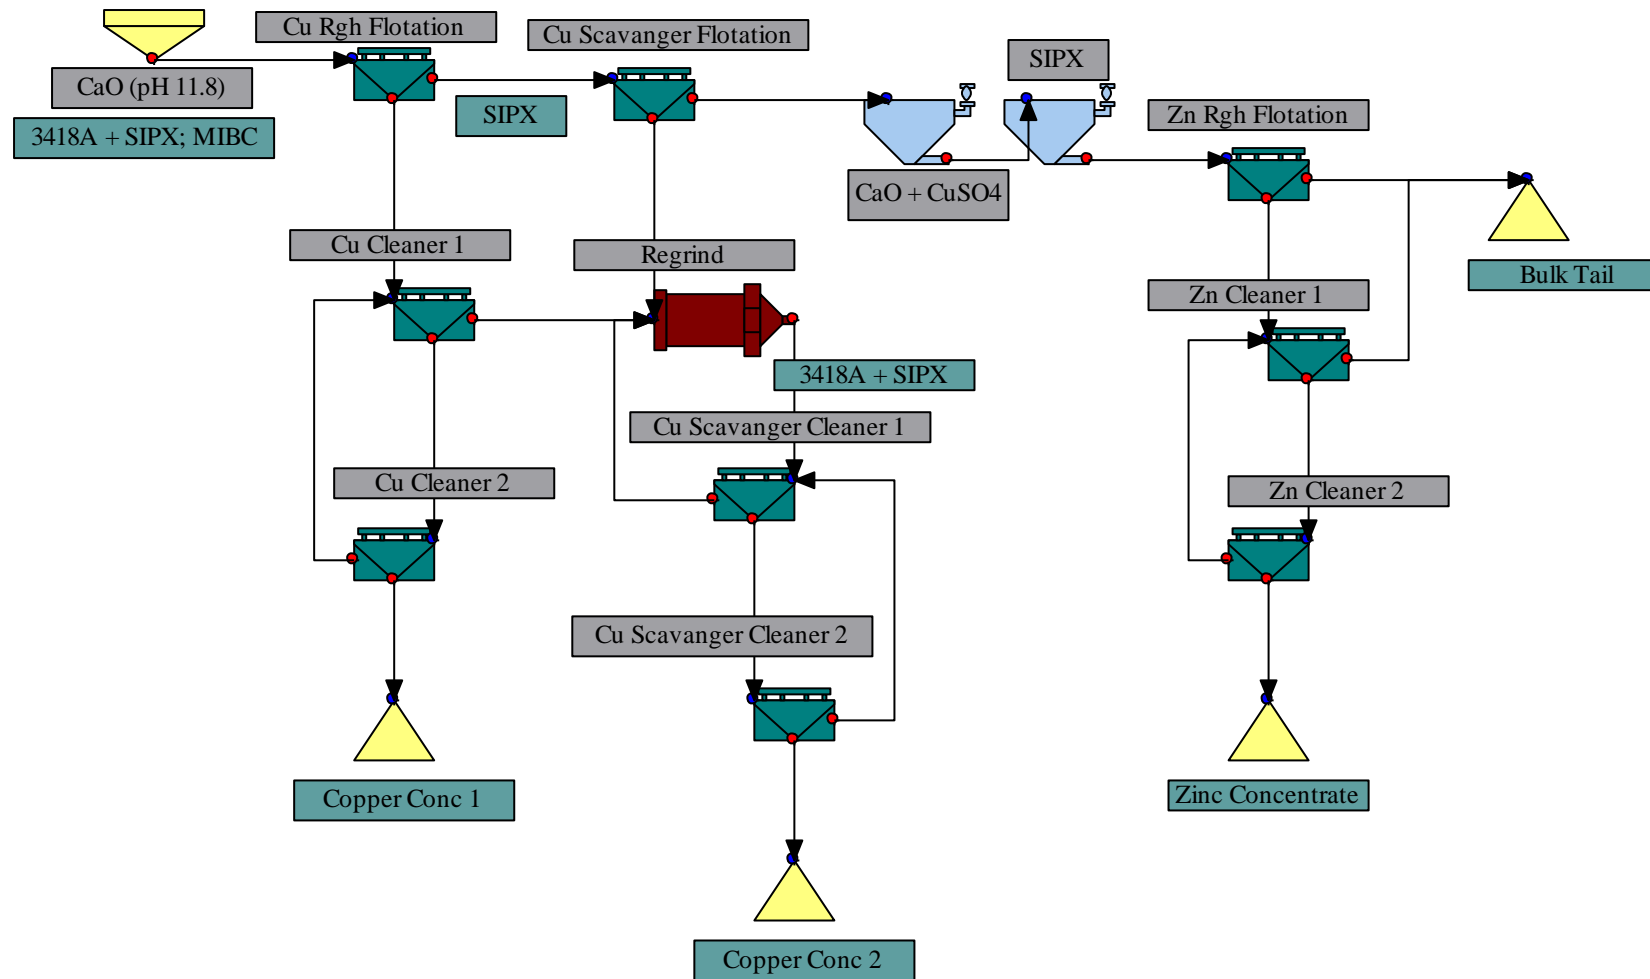 Cu Rgh Flotation
Cu Scavanger Flotation
SIPX
CaO (pH 11.8)
3418A + SIPX; MIBC
SIPX
Zn Rgh Flotation
CaO + CuSO4
Cu Cleaner 1
Regrind
Bulk Tail
Zn Cleaner 1
3418A + SIPX
Cu Scavanger Cleaner 1
Cu Cleaner 2
Zn Cleaner 2
Cu Scavanger Cleaner 2
Copper Conc 1
Zinc Concentrate
Copper Conc 2